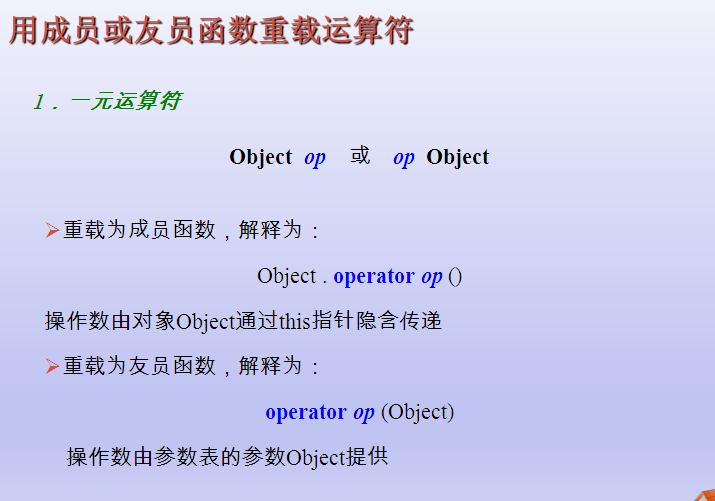 用成员或友员函数重载运算符
1．一元运算符
Object op 或 op Object
➢重载为成员函数，解释为：
Object . operator op ()
操作数由对象Object通过this指针隐含传递
➢重载为友员函数，解释为：
operator op (Object)
操作数由参数表的参数Object提供